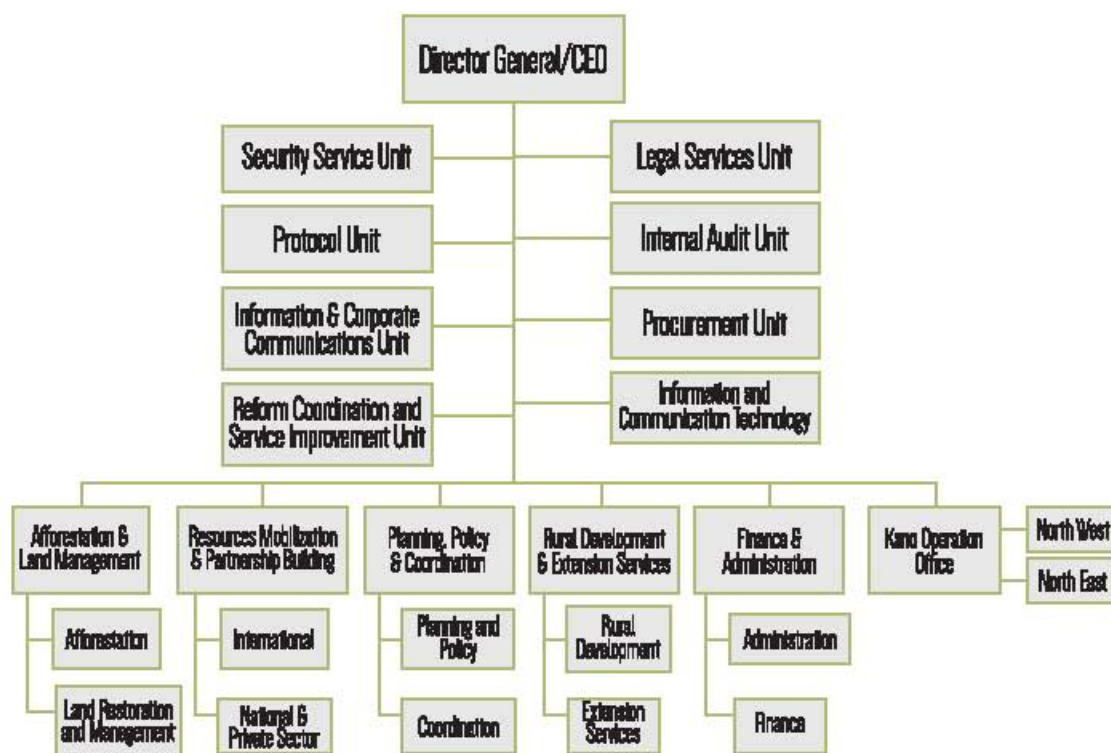 Director General/CEO
Security Service Unit
Legal Services Unit
Protocol Unit
Internal Audit Unit
Information & Corporate
Communications Unit
Procurement Unit
Reform Coordination and
Service Improvement Unit
Information and
Communication Technology
Afforestation &
Land Management
Resources Mobilization
& Partnership Building
Planning, Policy
& Coordination
Rural Development
& Extension Services
Finance &
Administration
Kano Operation
Office
North West
North East
Afforestation
International
Planning and
Policy
Rural
Development
Administration
Land Restoration
and Management
National &
Private Sector
Coordination
Extension
Services
Finance